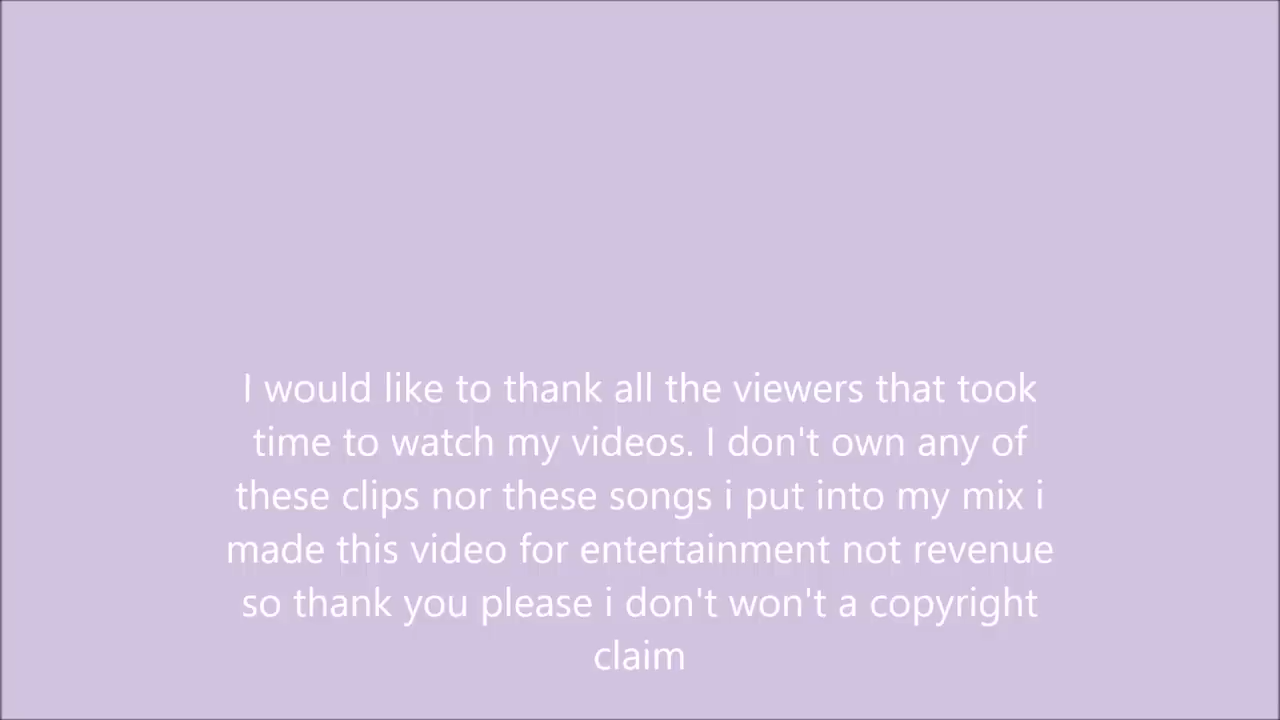 I would like to thank all the viewers that took
time to watch my videos. I don't own any of
these clips nor these songs i put into my mix i
made this video for entertainment not revenue
so thank you please i don't won't a copyright
claim